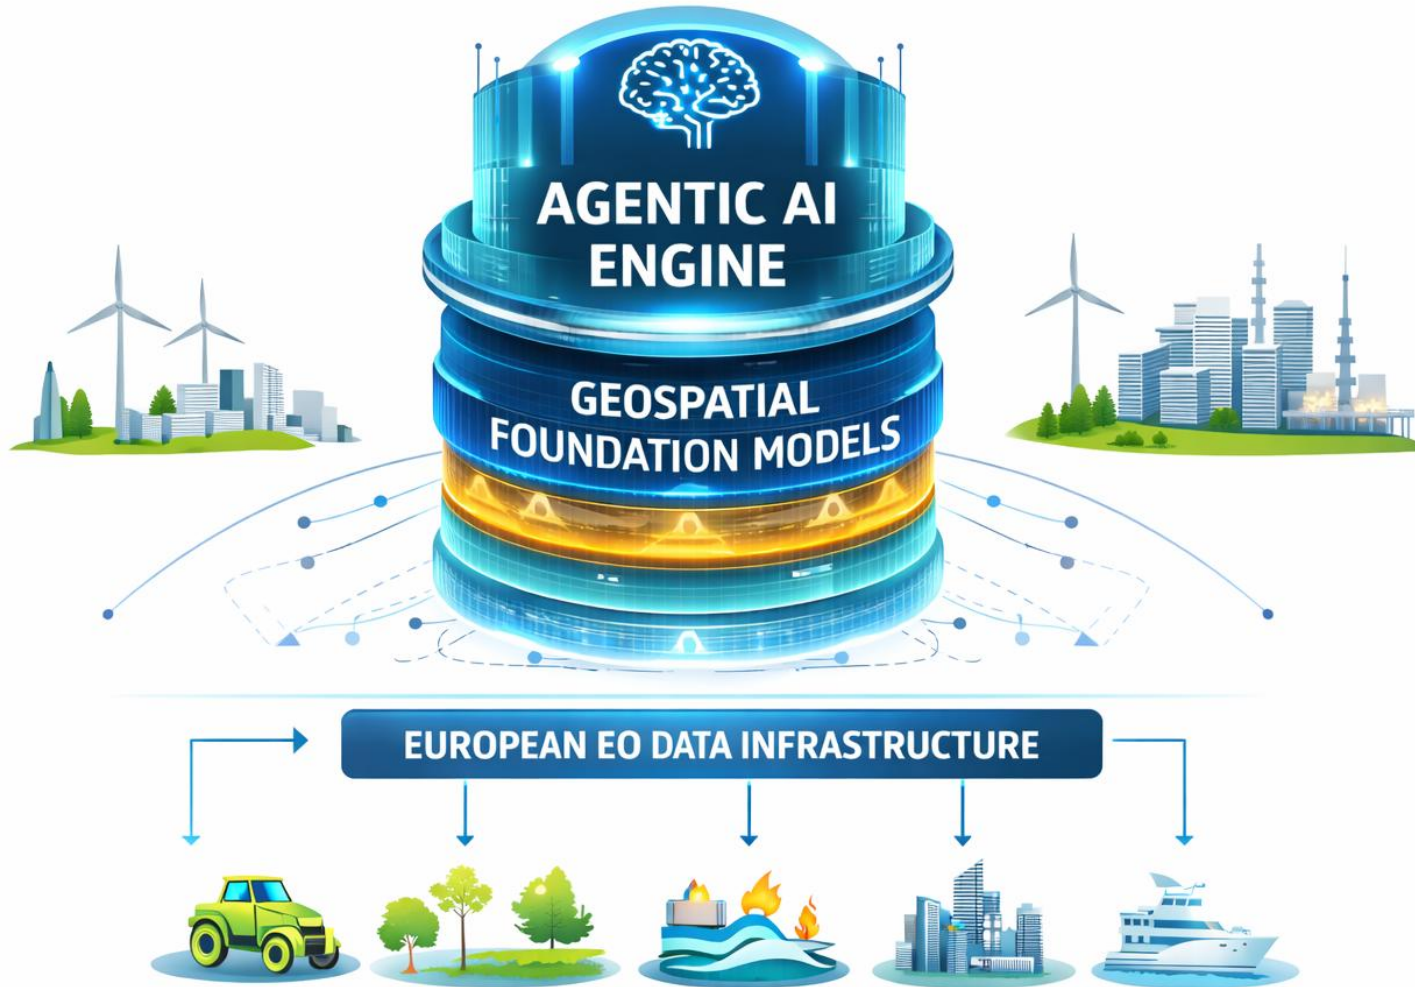 AGENTIC AI
ENGINE
GEOSPATIAL
FOUNDATION MODELS
EUROPEAN EO DATA INFRASTRUCTURE